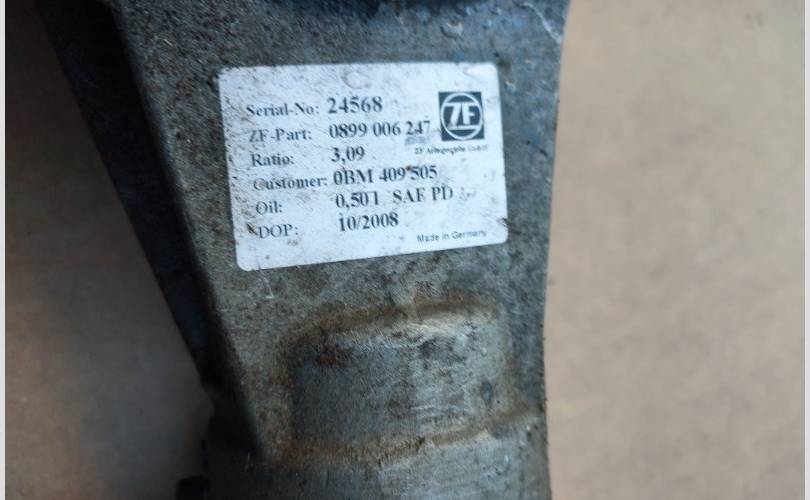 Serial-No: 24568
ZF
ZF-Part: 0899 006 247
Ratio: 3,09
Customer: 0BM 409 505
Oil: 0,50 l SAF PD
DOP: 10/2008
Made in Germany